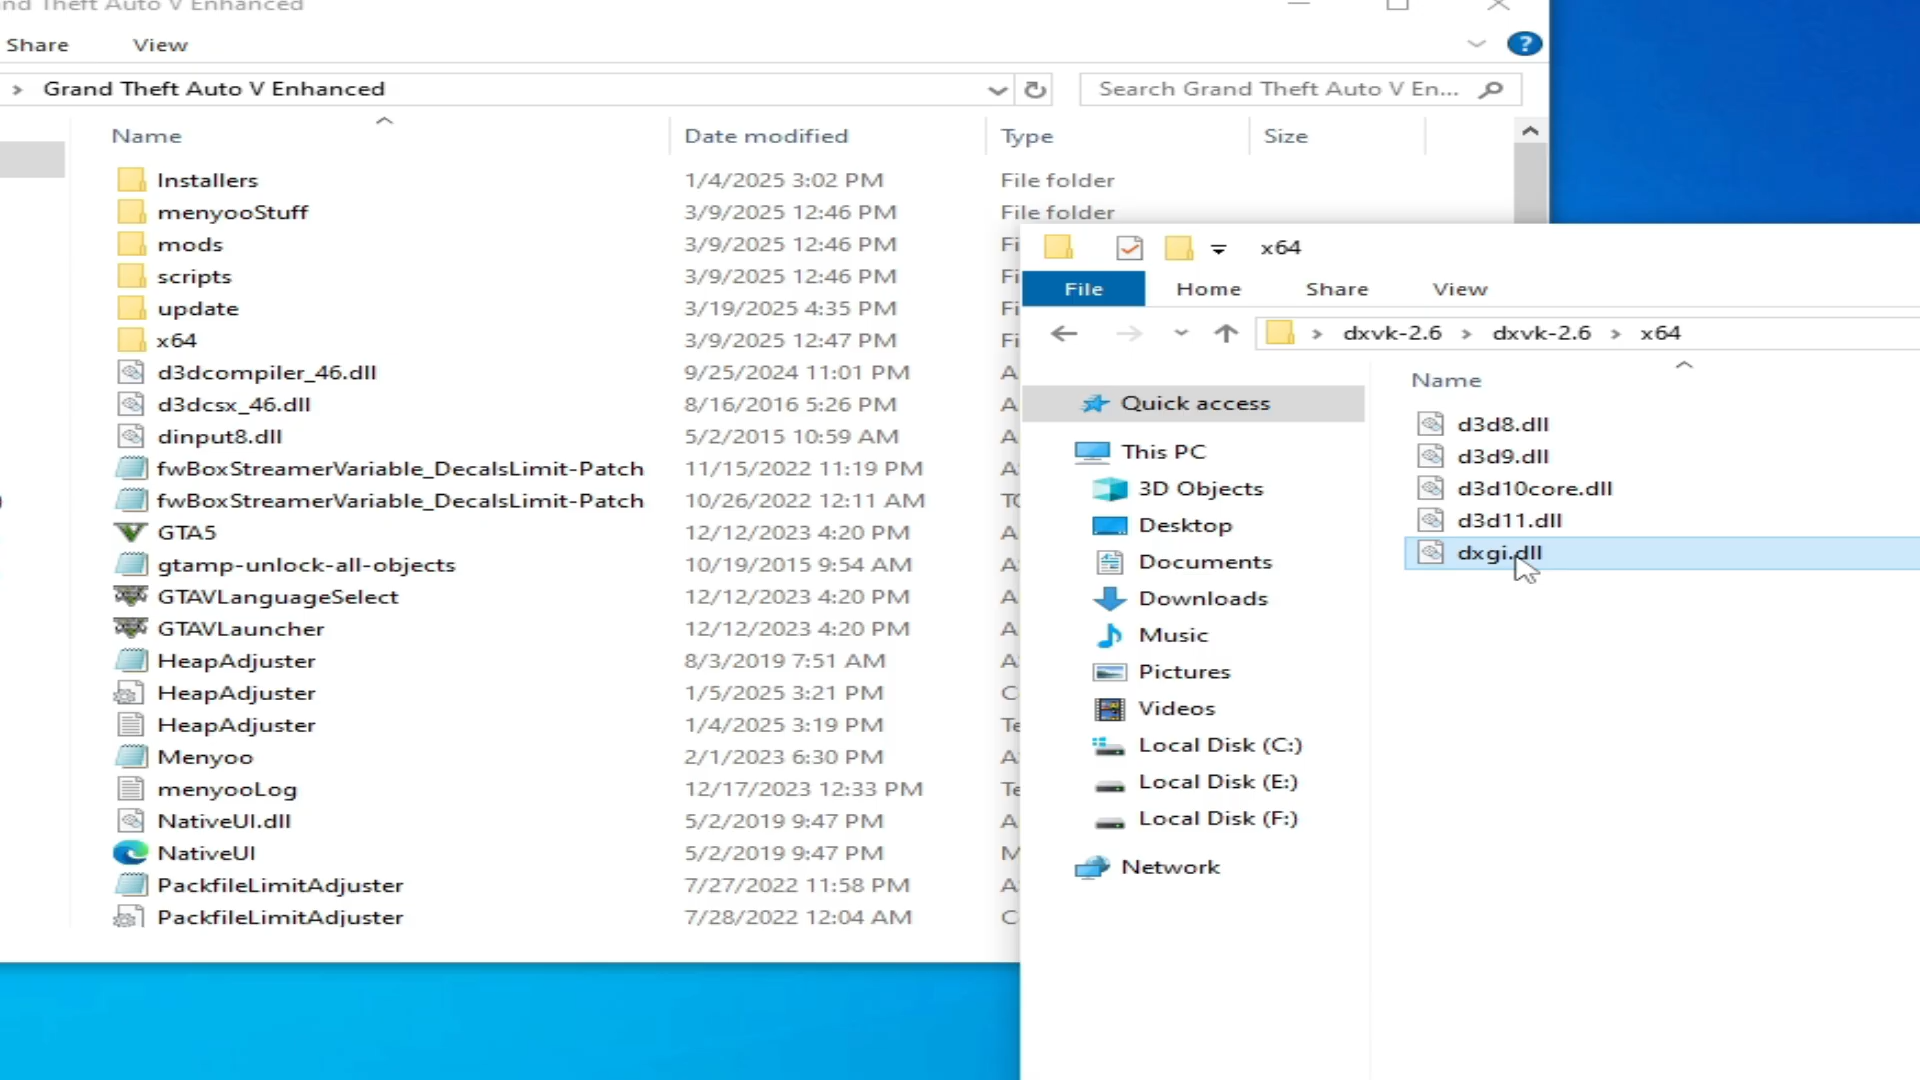 Grand Theft Auto V Enhanced
Share View
?
> Grand Theft Auto V Enhanced Search Grand Theft Auto V En...
Name Date modified Type Size
Installers 1/4/2025 3:02 PM File folder
menyooStuff 3/9/2025 12:46 PM File folder
mods 3/9/2025 12:46 PM Fi
scripts 3/9/2025 12:46 PM Fi
update 3/19/2025 4:35 PM Fi
x64 3/9/2025 12:47 PM Fi
d3dcompiler_46.dll 9/25/2024 11:01 PM A
d3dcsx_46.dll 8/16/2016 5:26 PM A
dinput8.dll 5/2/2015 10:59 AM A
fwBoxStreamerVariable_DecalsLimit-Patch 11/15/2022 11:19 PM A
fwBoxStreamerVariable_DecalsLimit-Patch 10/26/2022 12:11 AM TO
GTA5 12/12/2023 4:20 PM A
gtamp-unlock-all-objects 10/19/2015 9:54 AM A
GTAVLanguageSelect 12/12/2023 4:20 PM A
GTAVLauncher 12/12/2023 4:20 PM A
HeapAdjuster 8/3/2019 7:51 AM A
HeapAdjuster 1/5/2025 3:21 PM C
HeapAdjuster 1/4/2025 3:19 PM Te
Menyoo 2/1/2023 6:30 PM A
menyooLog 12/17/2023 12:33 PM Te
NativeUI.dll 5/2/2019 9:47 PM A
NativeUI 5/2/2019 9:47 PM M
PackfileLimitAdjuster 7/27/2022 11:58 PM A
PackfileLimitAdjuster 7/28/2022 12:04 AM C
x64
File Home Share View
> dxvk-2.6 > dxvk-2.6 > x64
Quick access
This PC
3D Objects
Desktop
Documents
Downloads
Music
Pictures
Videos
Local Disk (C:)
Local Disk (E:)
Local Disk (F:)
Network
Name
d3d8.dll
d3d9.dll
d3d10core.dll
d3d11.dll
dxgi.dll